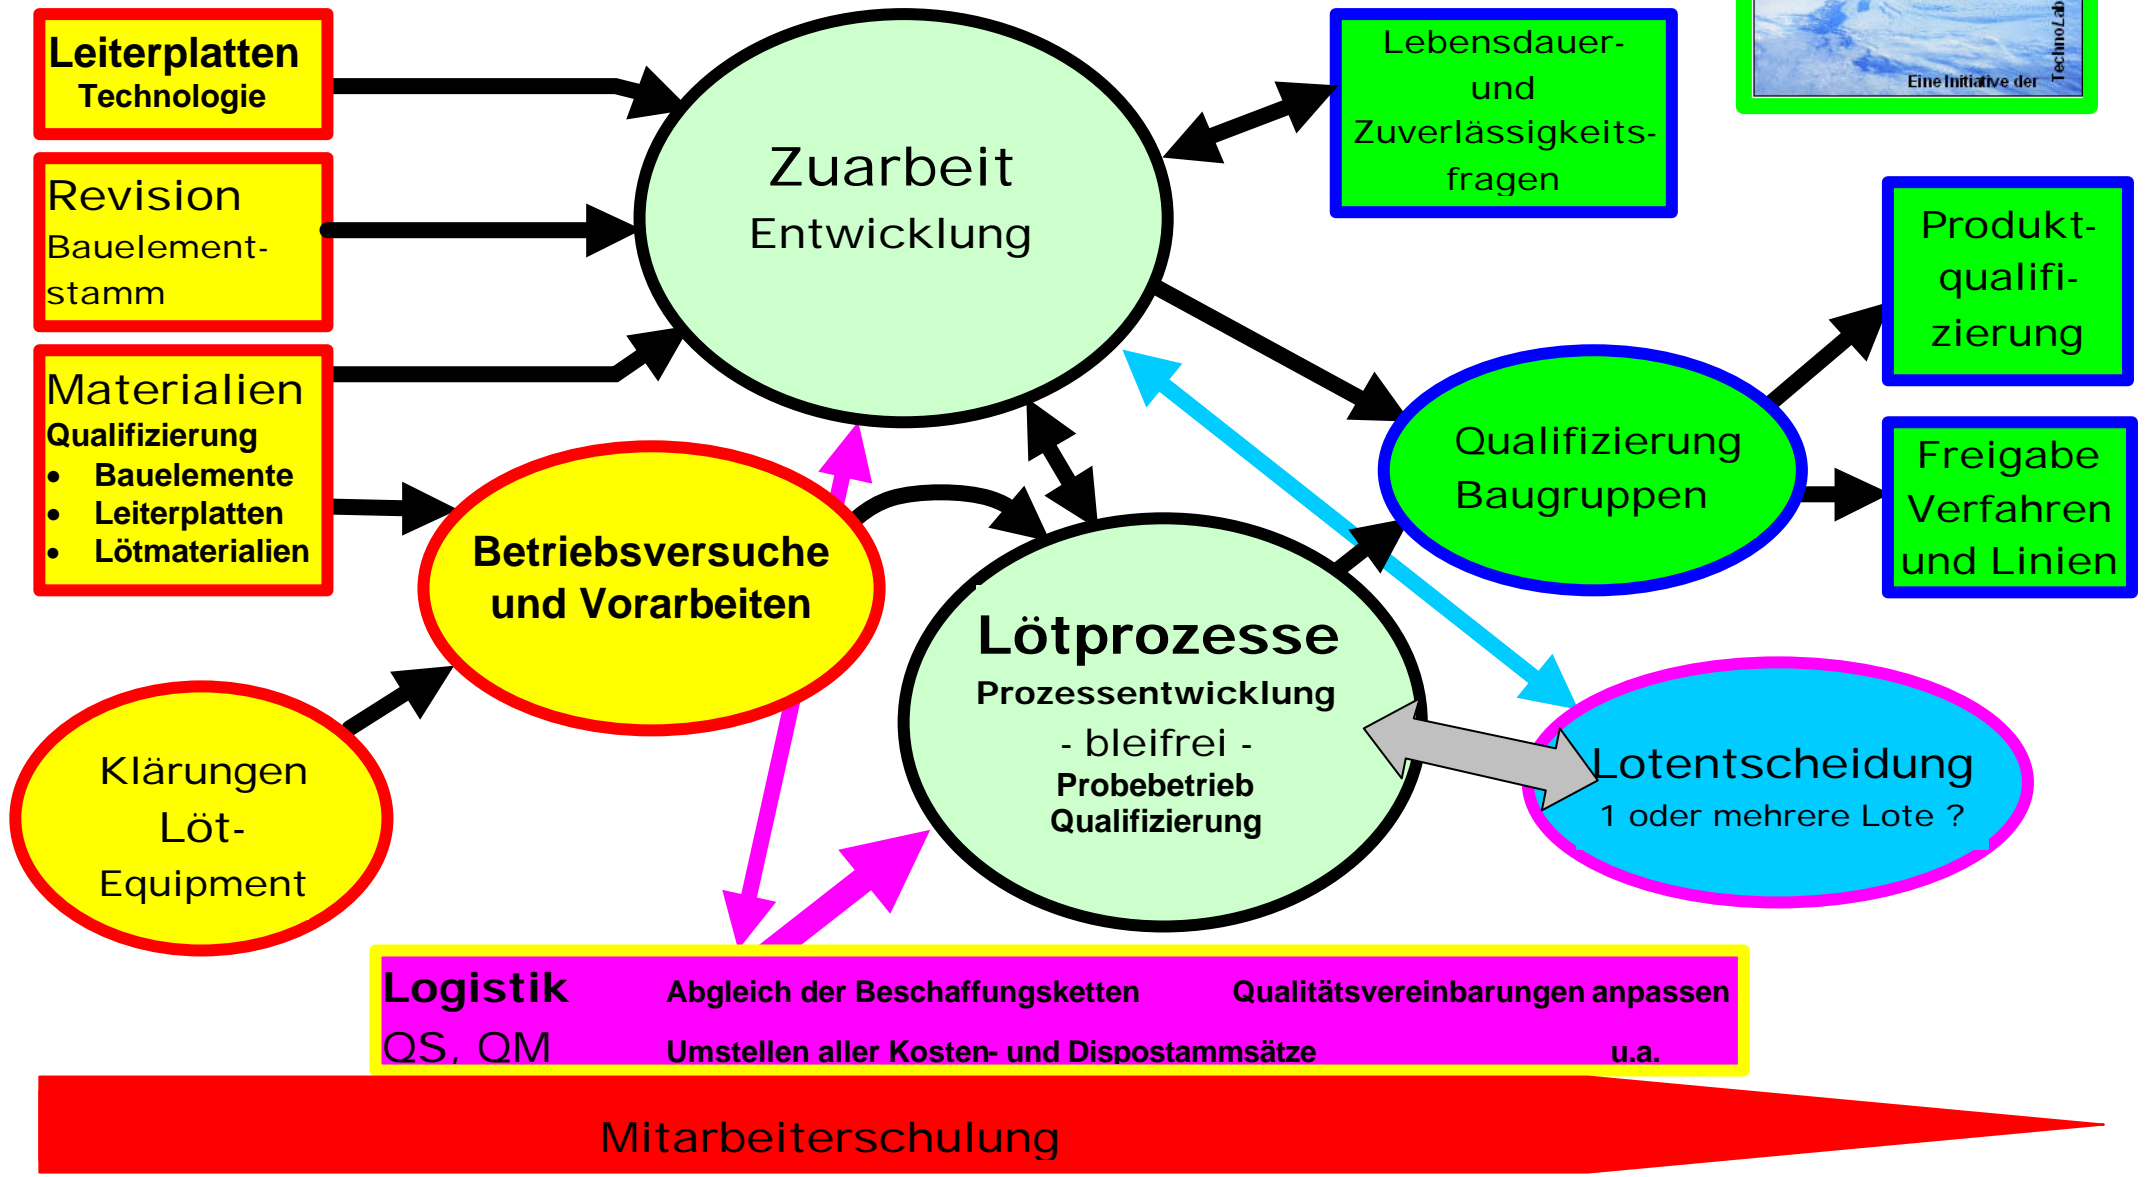 Leiterplatten
Technologie
Revision
Bauelement-
stamm
Materialien
Qualifizierung
• Bauelemente
• Leiterplatten
• Lötmaterialien
Klärungen
Löt-
Equipment
Betriebsversuche
und Vorarbeiten
Zuarbeit
Entwicklung
Lötprozesse
Prozessentwicklung
- bleifrei -
Probebetrieb
Qualifizierung
Lebensdauer-
und
Zuverlässigkeits-
fragen
Eine Initiative der
TechnoLab
Qualifizierung
Baugruppen
Produkt-
qualifi-
zierung
Freigabe
Verfahren
und Linien
Lotentscheidung
1 oder mehrere Lote ?
Logistik Abgleich der Beschaffungsketten Qualitätsvereinbarungen anpassen
QS, QM Umstellen aller Kosten- und Dispostammsätze u.a.
Mitarbeiterschulung